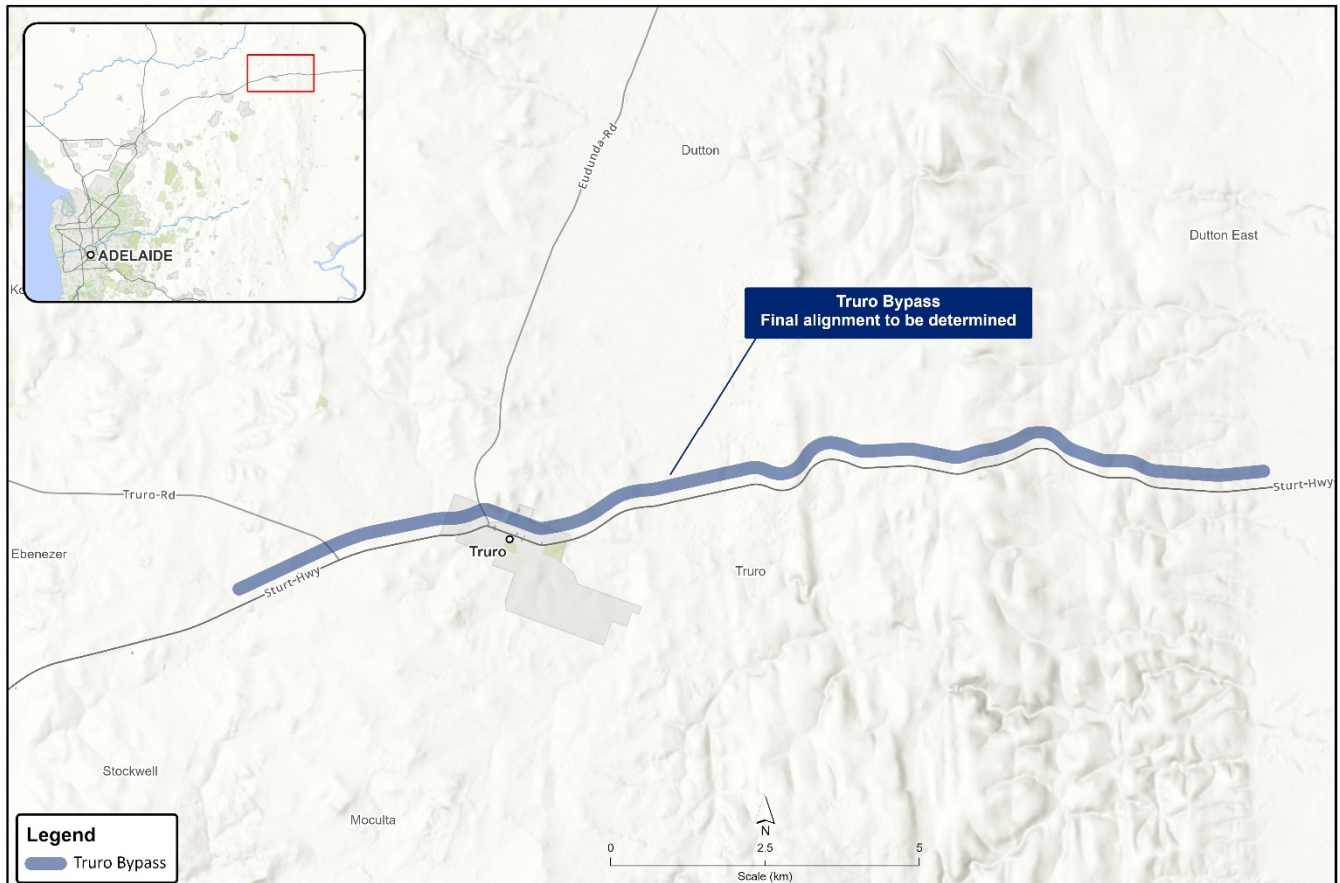 ADELAIDE
Eudunda-Rd
Dutton
Dutton East
Truro Bypass
Final alignment to be determined
Truro-Rd
Sturt-Hwy
Ebenezer
Truro
Truro
Sturt-Hwy
Stockwell
Moculta
N
0 2.5 5
Scale (km)
Legend
Truro Bypass